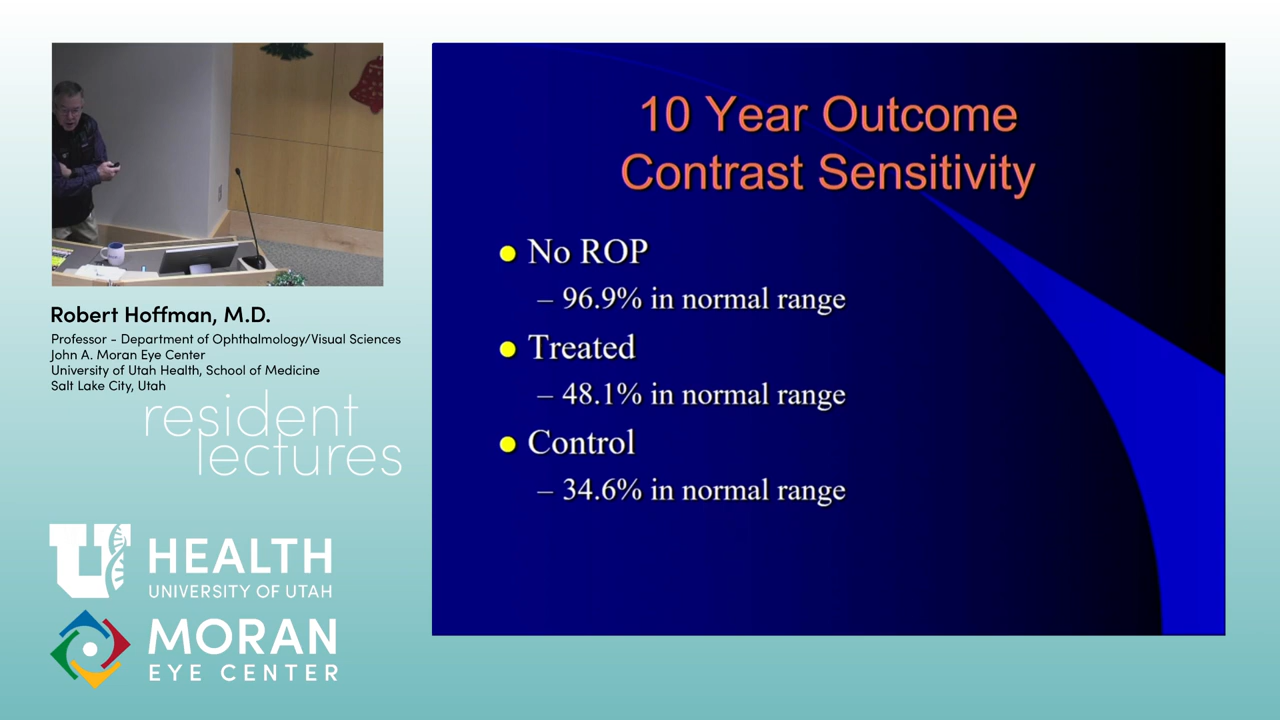 10 Year Outcome
Contrast Sensitivity
No ROP
– 96.9% in normal range
Treated
– 48.1% in normal range
Control
– 34.6% in normal range
Robert Hoffman, M.D.
Professor - Department of Ophthalmology/Visual Sciences
John A. Moran Eye Center
University of Utah Health, School of Medicine
Salt Lake City, Utah
resident
lectures
U HEALTH
UNIVERSITY OF UTAH
MORAN
EYE CENTER